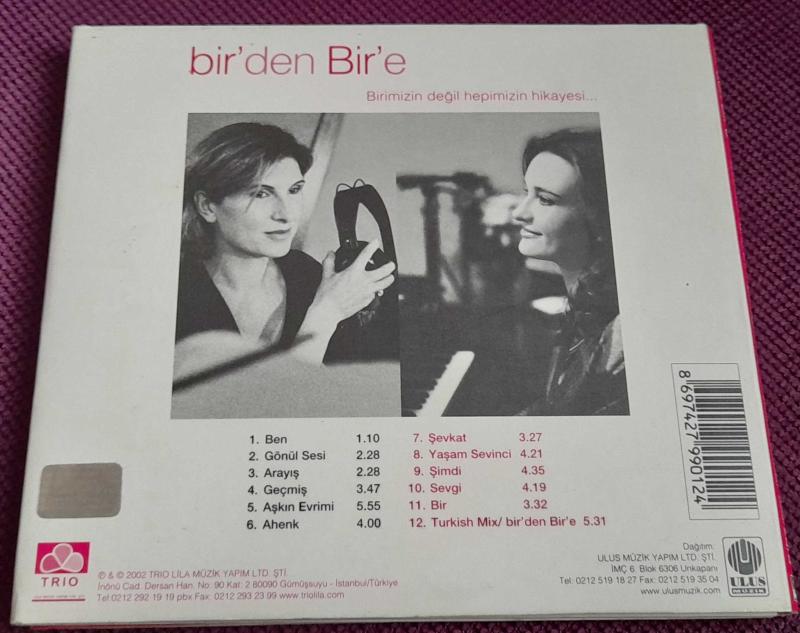 bir'den Bir'e
Birimizin değil hepimizin hikayesi...
1. Ben 1.10
2. Gönül Sesi 2.28
3. Arayış 2.28
4. Geçmiş 3.47
5. Aşkın Evrimi 5.55
6. Ahenk 4.00
7. Şevkat 3.27
8. Yaşam Sevinci 4.21
9. Şimdi 4.35
10. Sevgi 4.19
11. Bir 3.32
12. Turkish Mix/ bir'den Bir'e 5.31
8 697427 990124
TRIO
℗ & © 2002 TRIO LİLA MÜZİK YAPIM LTD. ŞTİ.
İnönü Cad. Dersan Han. No: 90 Kat: 2 80090 Gümüşsuyu - İstanbul/Türkiye
Tel: 0212 292 19 19 pbx Fax: 0212 293 23 99 www.triolila.com
Dağıtım:
ULUS MÜZİK YAPIM LTD. ŞTİ.
İMÇ 6. Blok 6306 Unkapanı
Tel: 0212 519 18 27 Fax: 0212 519 35 04
www.ulusmuzik.com
ULUS
MÜZİK